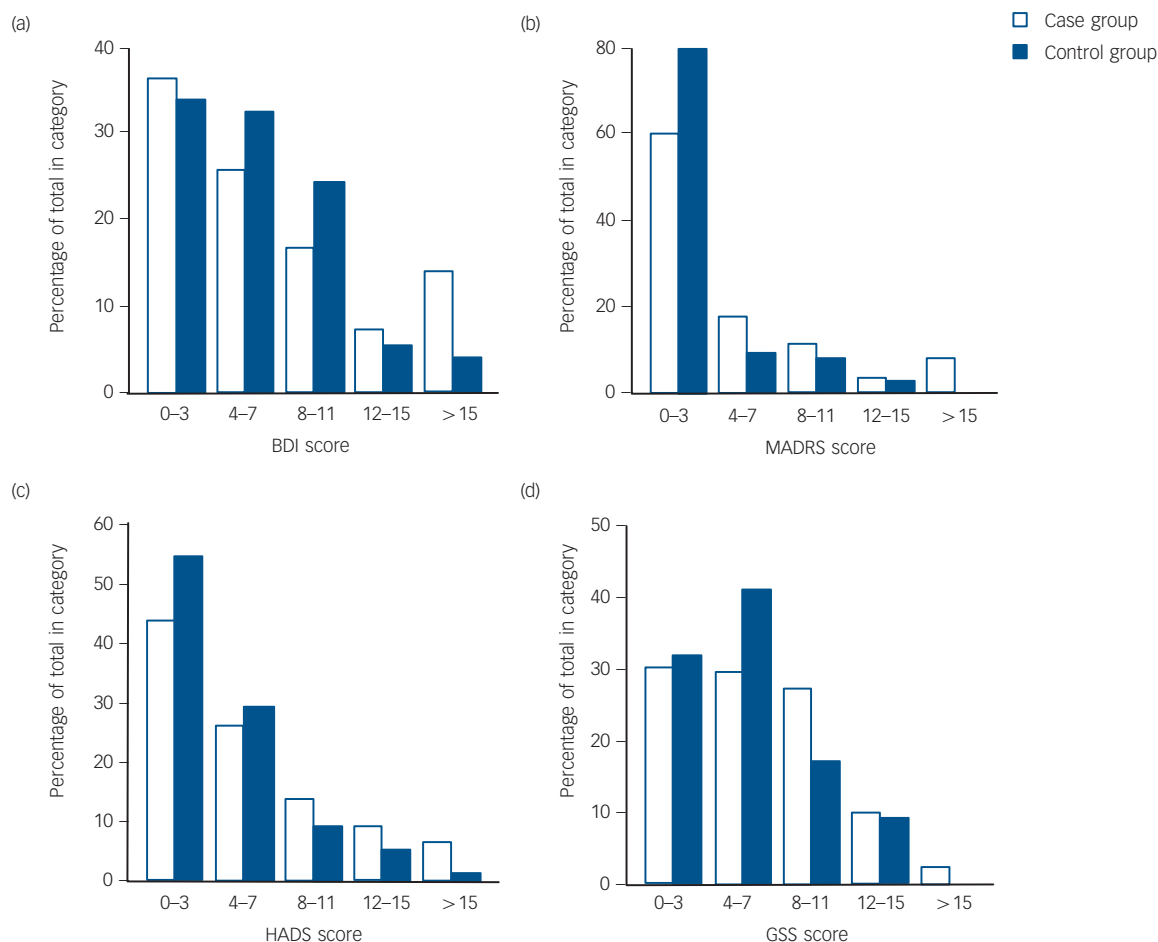 (a)
40
30
20
10
0
Percentage of total in category
0–3 4–7 8–11 12–15 > 15
BDI score
(b)
80
60
40
20
0
Percentage of total in category
0–3 4–7 8–11 12–15 > 15
MADRS score
Case group
Control group
(c)
60
50
40
30
20
10
0
Percentage of total in category
0–3 4–7 8–11 12–15 > 15
HADS score
(d)
50
40
30
20
10
0
Percentage of total in category
0–3 4–7 8–11 12–15 > 15
GSS score